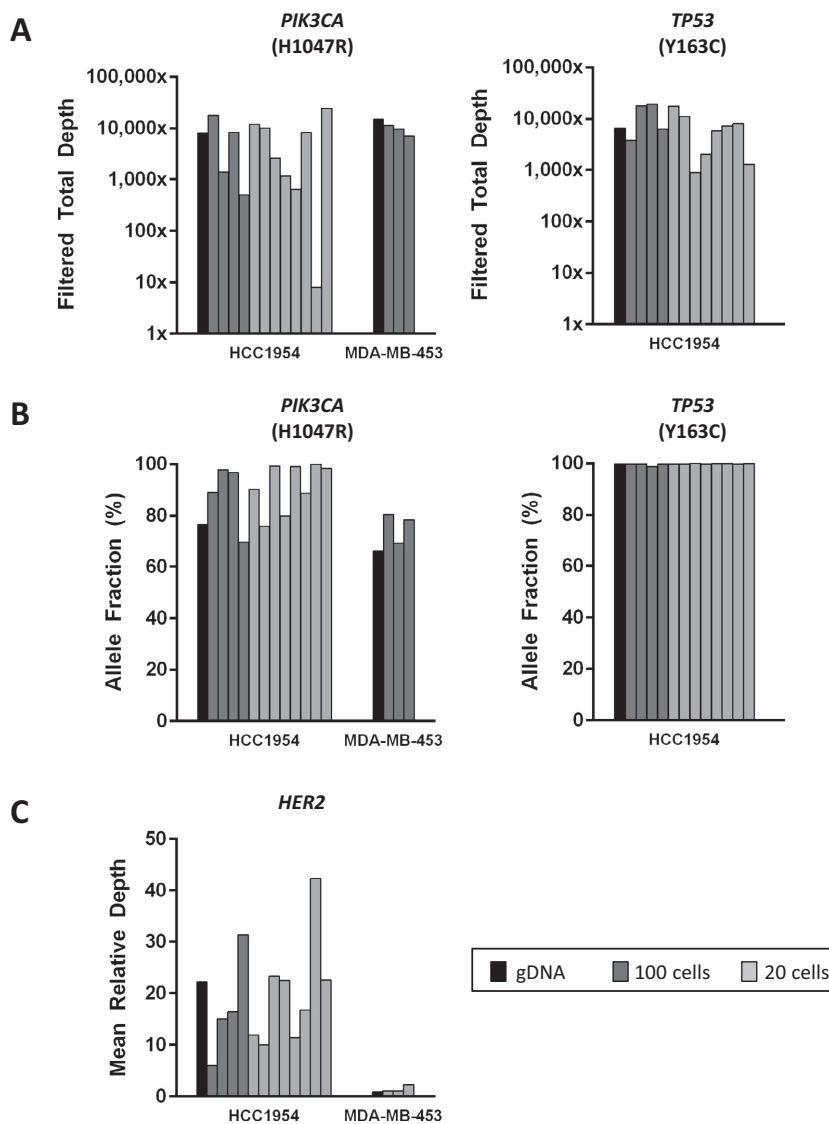 A
PIK3CA
(H1047R)
TP53
(Y163C)
Filtered Total Depth
100,000x
10,000x
1,000x
100x
10x
1x
HCC1954
MDA-MB-453
Filtered Total Depth
100,000x
10,000x
1,000x
100x
10x
1x
HCC1954
B
PIK3CA
(H1047R)
TP53
(Y163C)
Allele Fraction (%)
100
80
60
40
20
0
HCC1954
MDA-MB-453
Allele Fraction (%)
100
80
60
40
20
0
HCC1954
C
HER2
Mean Relative Depth
50
40
30
20
10
0
HCC1954
MDA-MB-453
gDNA
100 cells
20 cells